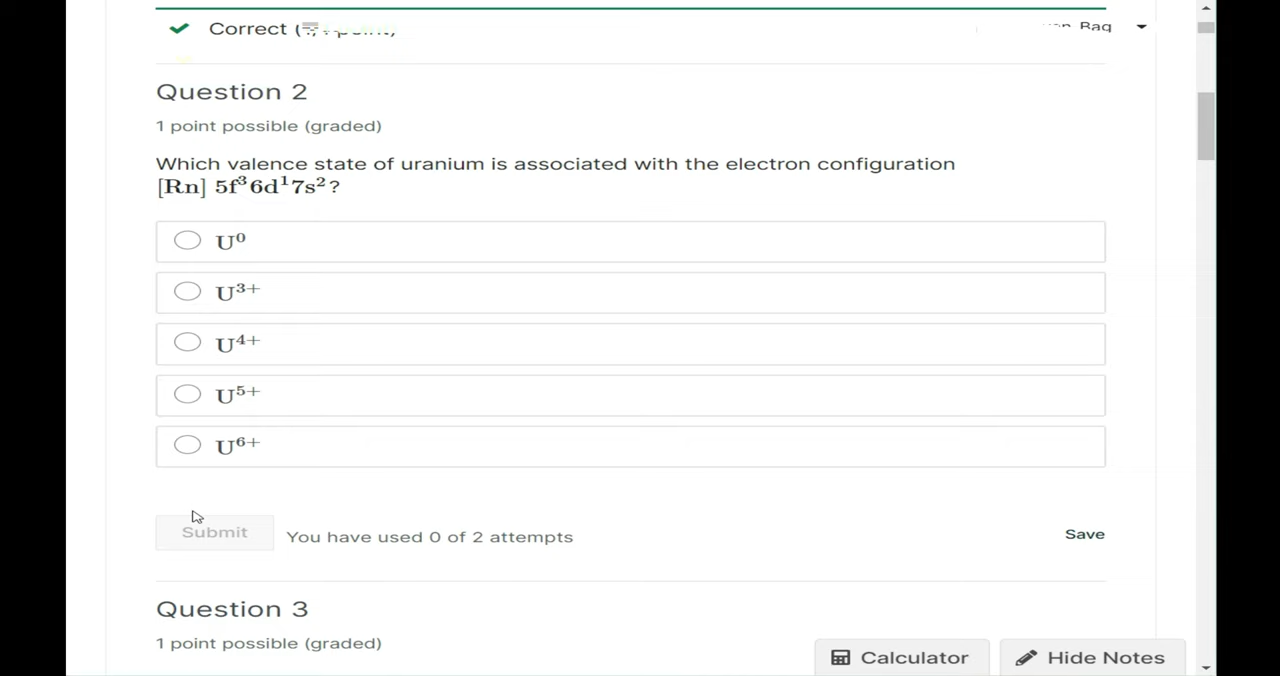 Correct
Question 2
1 point possible (graded)
Which valence state of uranium is associated with the electron configuration
[Rn] 5f³6d¹7s²?
U⁰
U³⁺
U⁴⁺
U⁵⁺
U⁶⁺
Submit
You have used 0 of 2 attempts
Save
Question 3
1 point possible (graded)
Calculator
Hide Notes